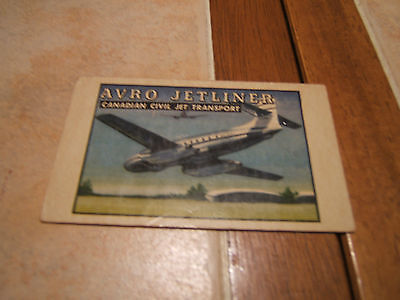 AVRO JETLINER
CANADIAN CIVIL JET TRANSPORT